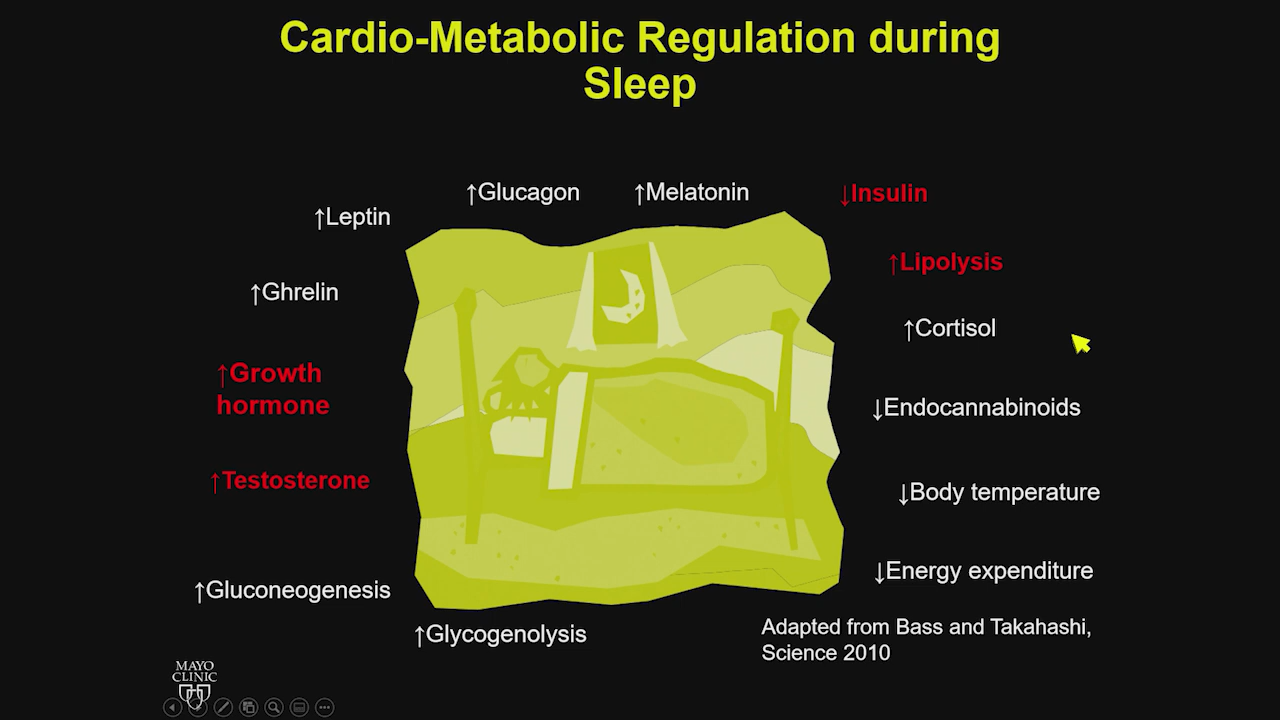 Cardio-Metabolic Regulation during
Sleep
↑Glucagon
↑Melatonin
↓Insulin
↑Leptin
↑Lipolysis
↑Ghrelin
↑Cortisol
↑Growth
hormone
↓Endocannabinoids
↑Testosterone
↓Body temperature
↓Energy expenditure
↑Gluconeogenesis
↑Glycogenolysis
Adapted from Bass and Takahashi,
Science 2010
MAYO
CLINIC